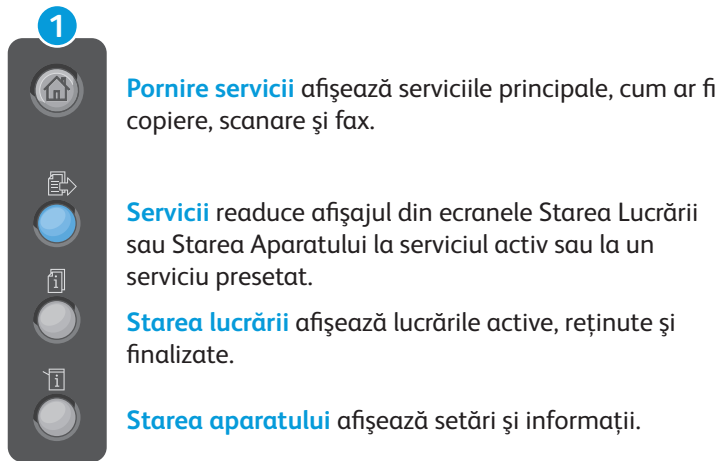 1
Pornire servicii afişează serviciile principale, cum ar fi
copiere, scanare şi fax.
Servicii readuce afişajul din ecranele Starea Lucrării
sau Starea Aparatului la serviciul activ sau la un
serviciu presetat.
Starea lucrării afişează lucrările active, reţinute şi
finalizate.
Starea aparatului afişează setări şi informaţii.